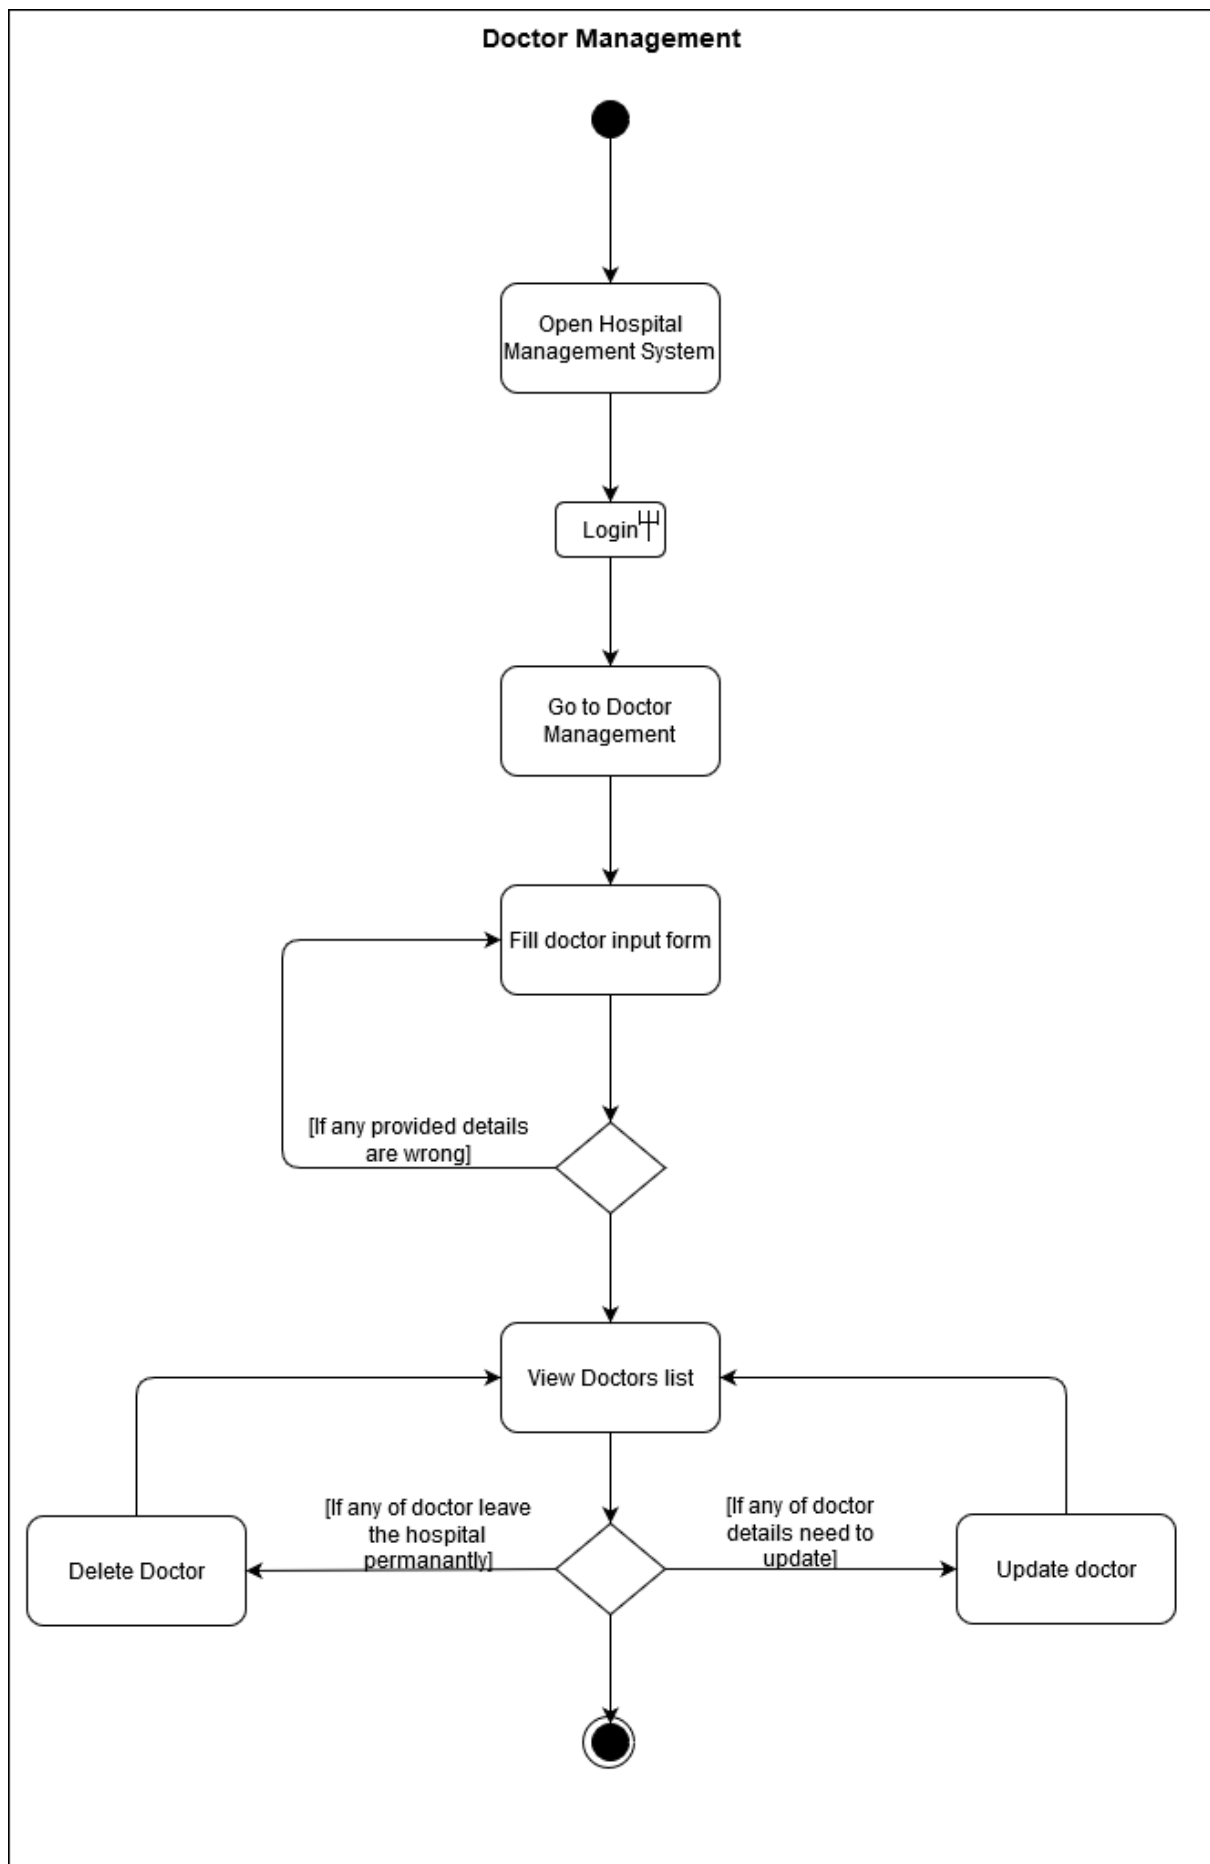 Doctor Management
Open Hospital
Management System
Login
Go to Doctor
Management
Fill doctor input form
[If any provided details
are wrong]
View Doctors list
[If any of doctor leave
the hospital
permanantly]
[If any of doctor
details need to
update]
Delete Doctor
Update doctor